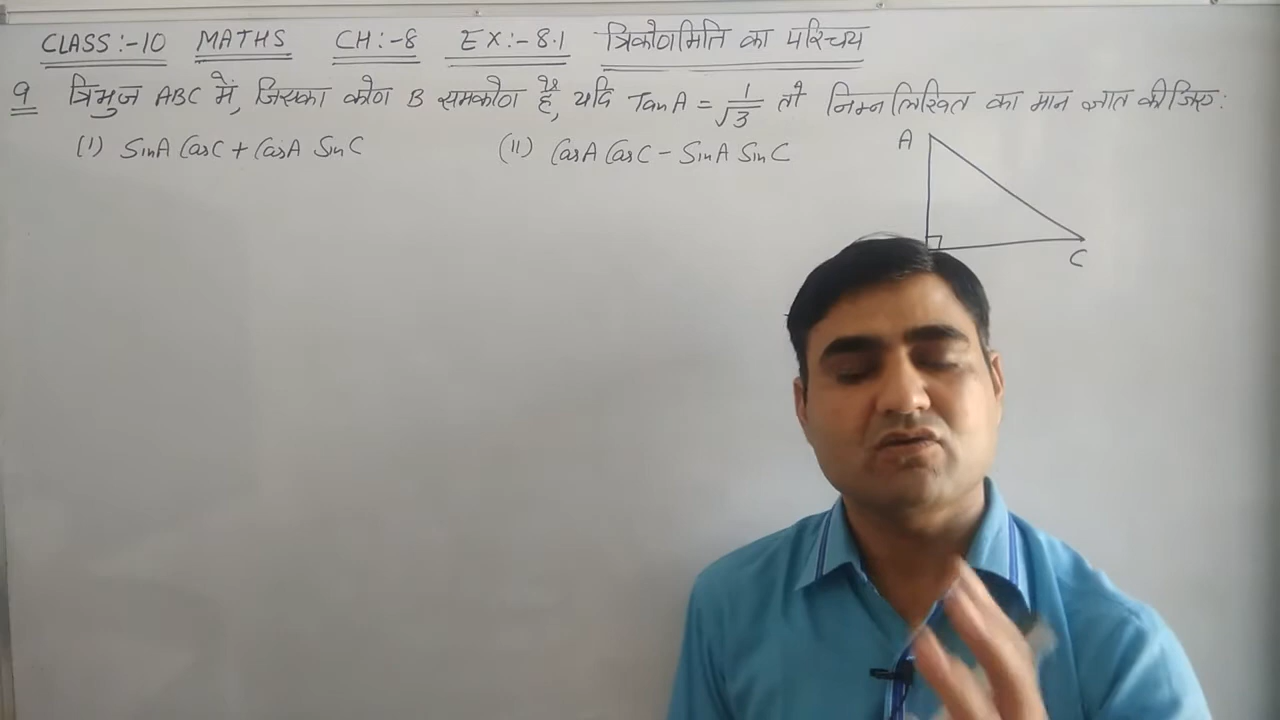 CLASS:-10 MATHS CH:-8 EX:-8.1 त्रिकोणमिति का परिचय
9 त्रिभुज ABC में, जिसका कोण B समकोण है, यदि Tan A = 1/√3 तो निम्नलिखित का मान ज्ञात कीजिए:
(i) SinA CosC + CosA SinC (ii) CosA CosC - SinA SinC
A
C